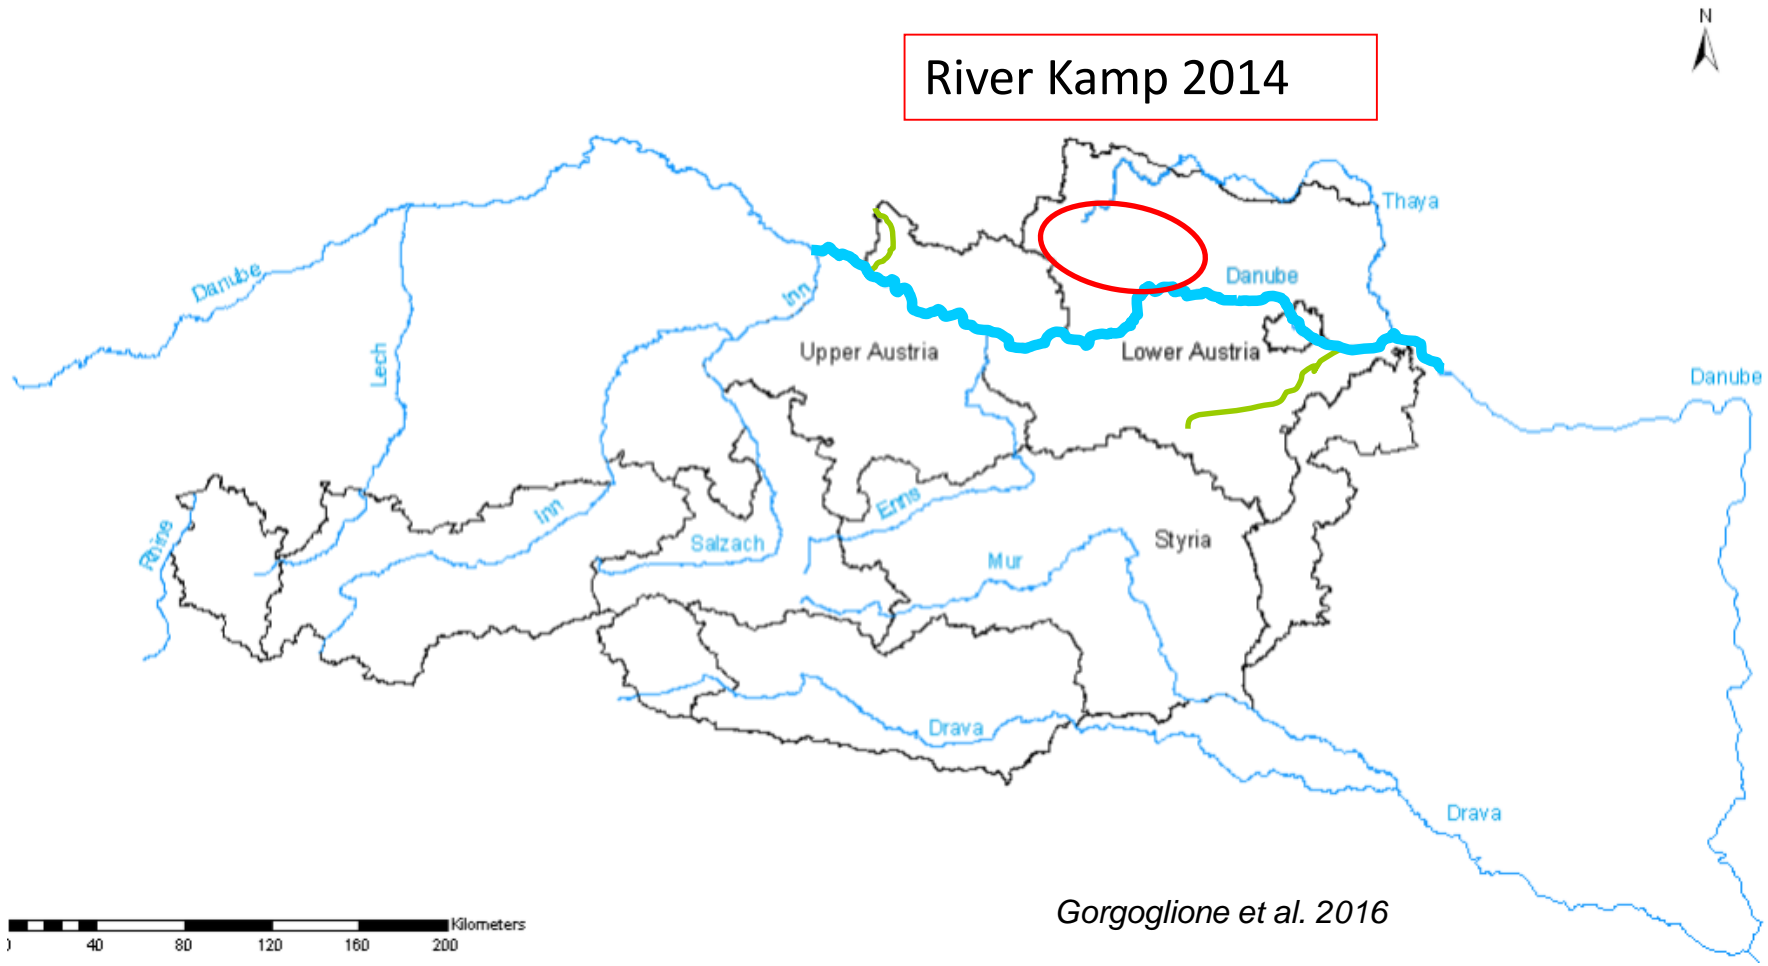 N
River Kamp 2014
Thaya
Danube
Danube
Inn
Upper Austria
Lower Austria
Lech
Danube
Enns
Inn
Rhine
Salzach
Styria
Mur
Drava
Drava
Gorgoglione et al. 2016
Kilometers
0 40 80 120 160 200